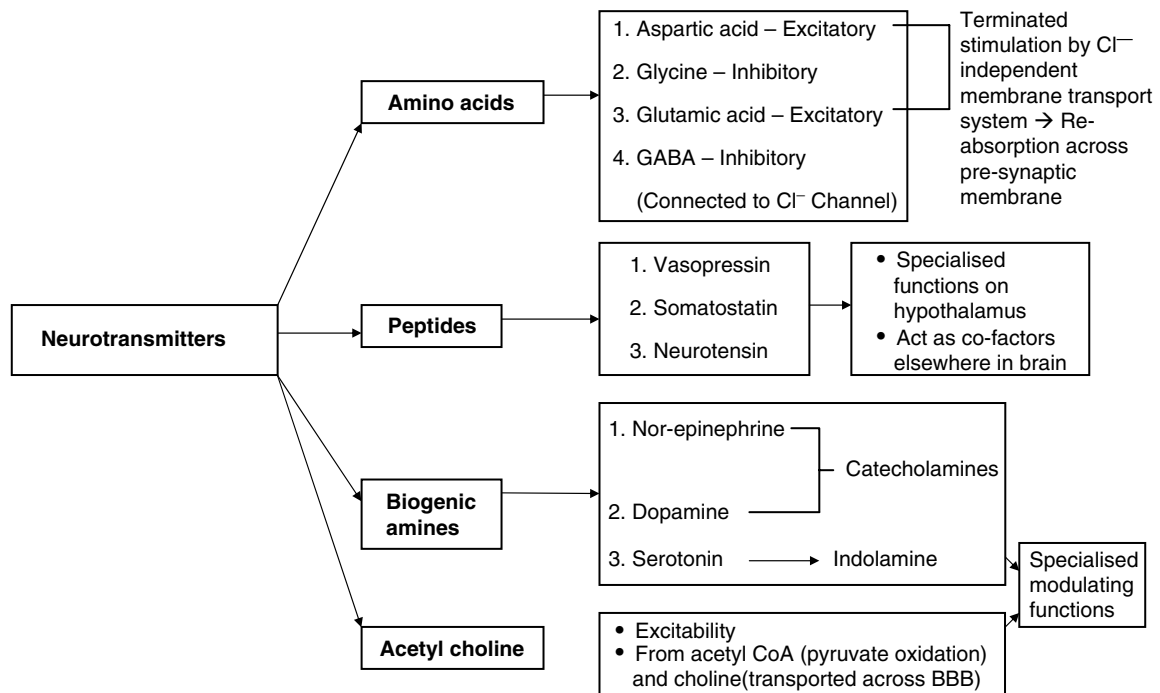 Neurotransmitters
Amino acids
1. Aspartic acid – Excitatory
2. Glycine – Inhibitory
3. Glutamic acid – Excitatory
4. GABA – Inhibitory
(Connected to Cl– Channel)
Terminated
stimulation by Cl—
independent
membrane transport
system → Re-
absorption across
pre-synaptic
membrane
Peptides
1. Vasopressin
2. Somatostatin
3. Neurotensin
• Specialised
functions on
hypothalamus
• Act as co-factors
elsewhere in brain
Biogenic
amines
1. Nor-epinephrine
2. Dopamine
Catecholamines
3. Serotonin
Indolamine
Acetyl choline
• Excitability
• From acetyl CoA (pyruvate oxidation)
and choline(transported across BBB)
Specialised
modulating
functions